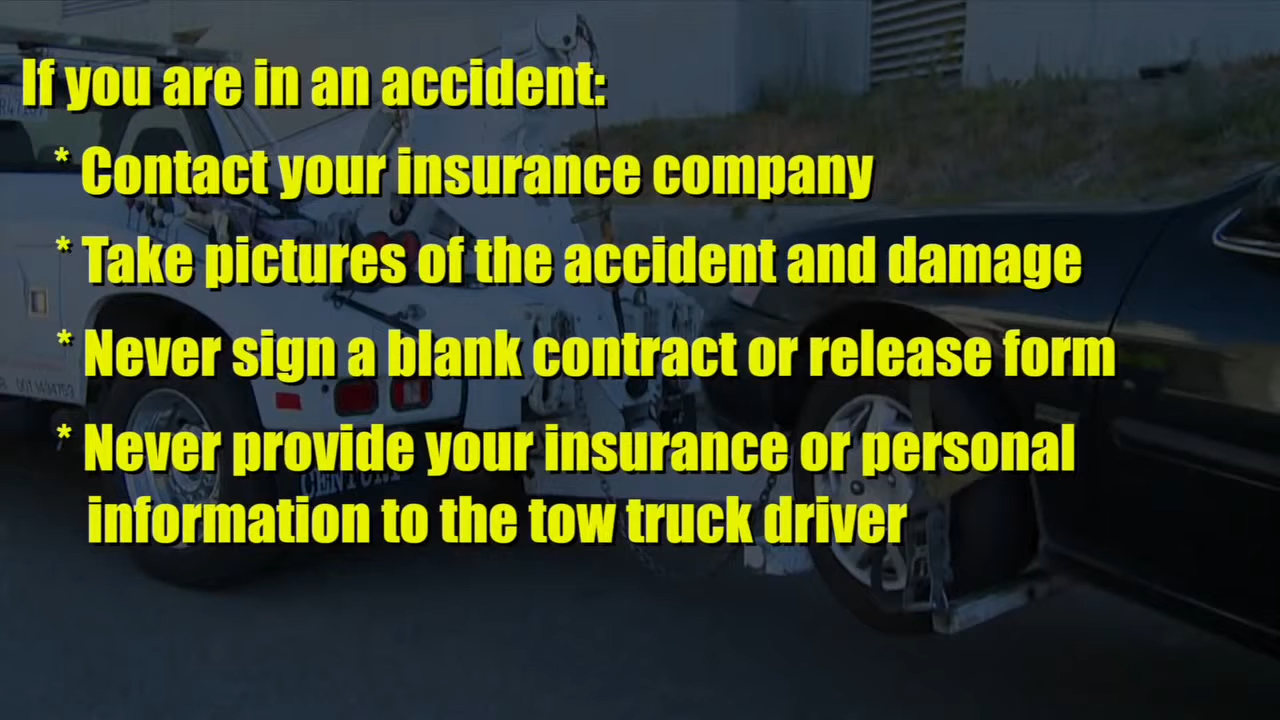 If you are in an accident:
* Contact your insurance company
* Take pictures of the accident and damage
* Never sign a blank contract or release form
* Never provide your insurance or personal
information to the tow truck driver